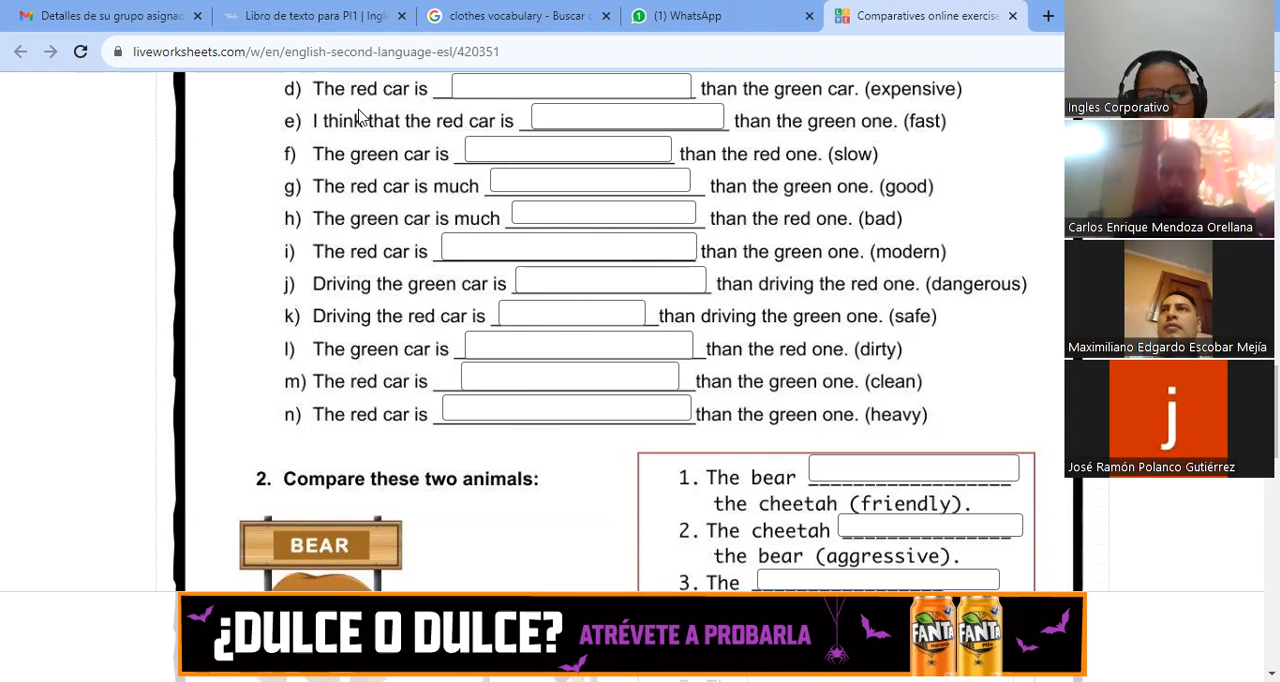 Detalles de su grupo asignad
Libro de texto para PI1 | Ingle
clothes vocabulary - Buscar c
(1) WhatsApp
Comparatives online exercise
liveworksheets.com/w/en/english-second-language-esl/420351
d) The red car is than the green car. (expensive)
e) I think that the red car is than the green one. (fast)
f) The green car is than the red one. (slow)
g) The red car is much than the green one. (good)
h) The green car is much than the red one. (bad)
i) The red car is than the green one. (modern)
j) Driving the green car is than driving the red one. (dangerous)
k) Driving the red car is than driving the green one. (safe)
l) The green car is than the red one. (dirty)
m) The red car is than the green one. (clean)
n) The red car is than the green one. (heavy)
2. Compare these two animals:
BEAR
1. The bear
the cheetah (friendly).
2. The cheetah
the bear (aggressive).
3. The
¿DULCE O DULCE? ATRÉVETE A PROBARLA
FANTA
FANTA
Ingles Corporativo
Carlos Enrique Mendoza Orellana
Maximiliano Edgardo Escobar Mejía
j
José Ramón Polanco Gutiérrez